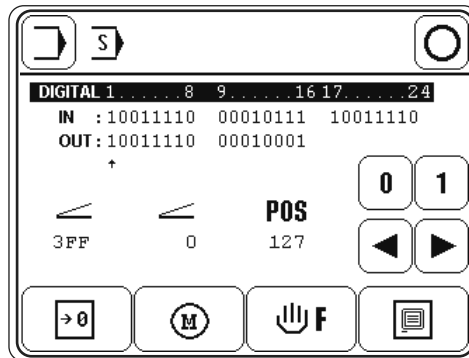 S
DIGITAL 1......8 9......16 17......24
IN :10011110 00010111 10011110
OUT:10011110 00010001
0 1
POS
3FF 0 127
→0 M F